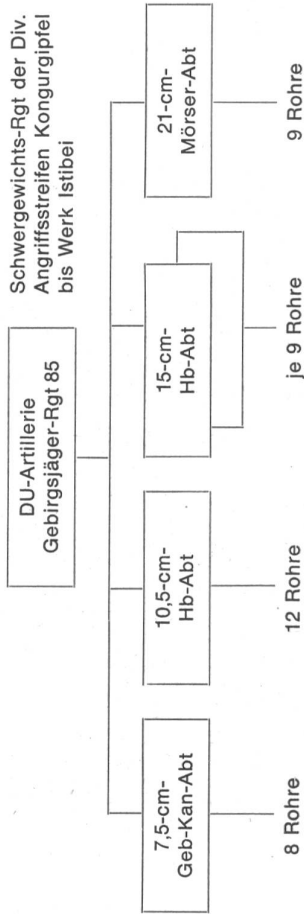 DU-Artillerie
Gebirgsjäger-Rgt 85
Schwergewichts-Rgt der Div.
Angriffsstreifen Kongurgipfel
bis Werk Istibei
7,5-cm-
Geb-Kan-Abt
10,5-cm-
Hb-Abt
15-cm-
Hb-Abt
21-cm-
Mörser-Abt
8 Rohre
12 Rohre
je 9 Rohre
9 Rohre